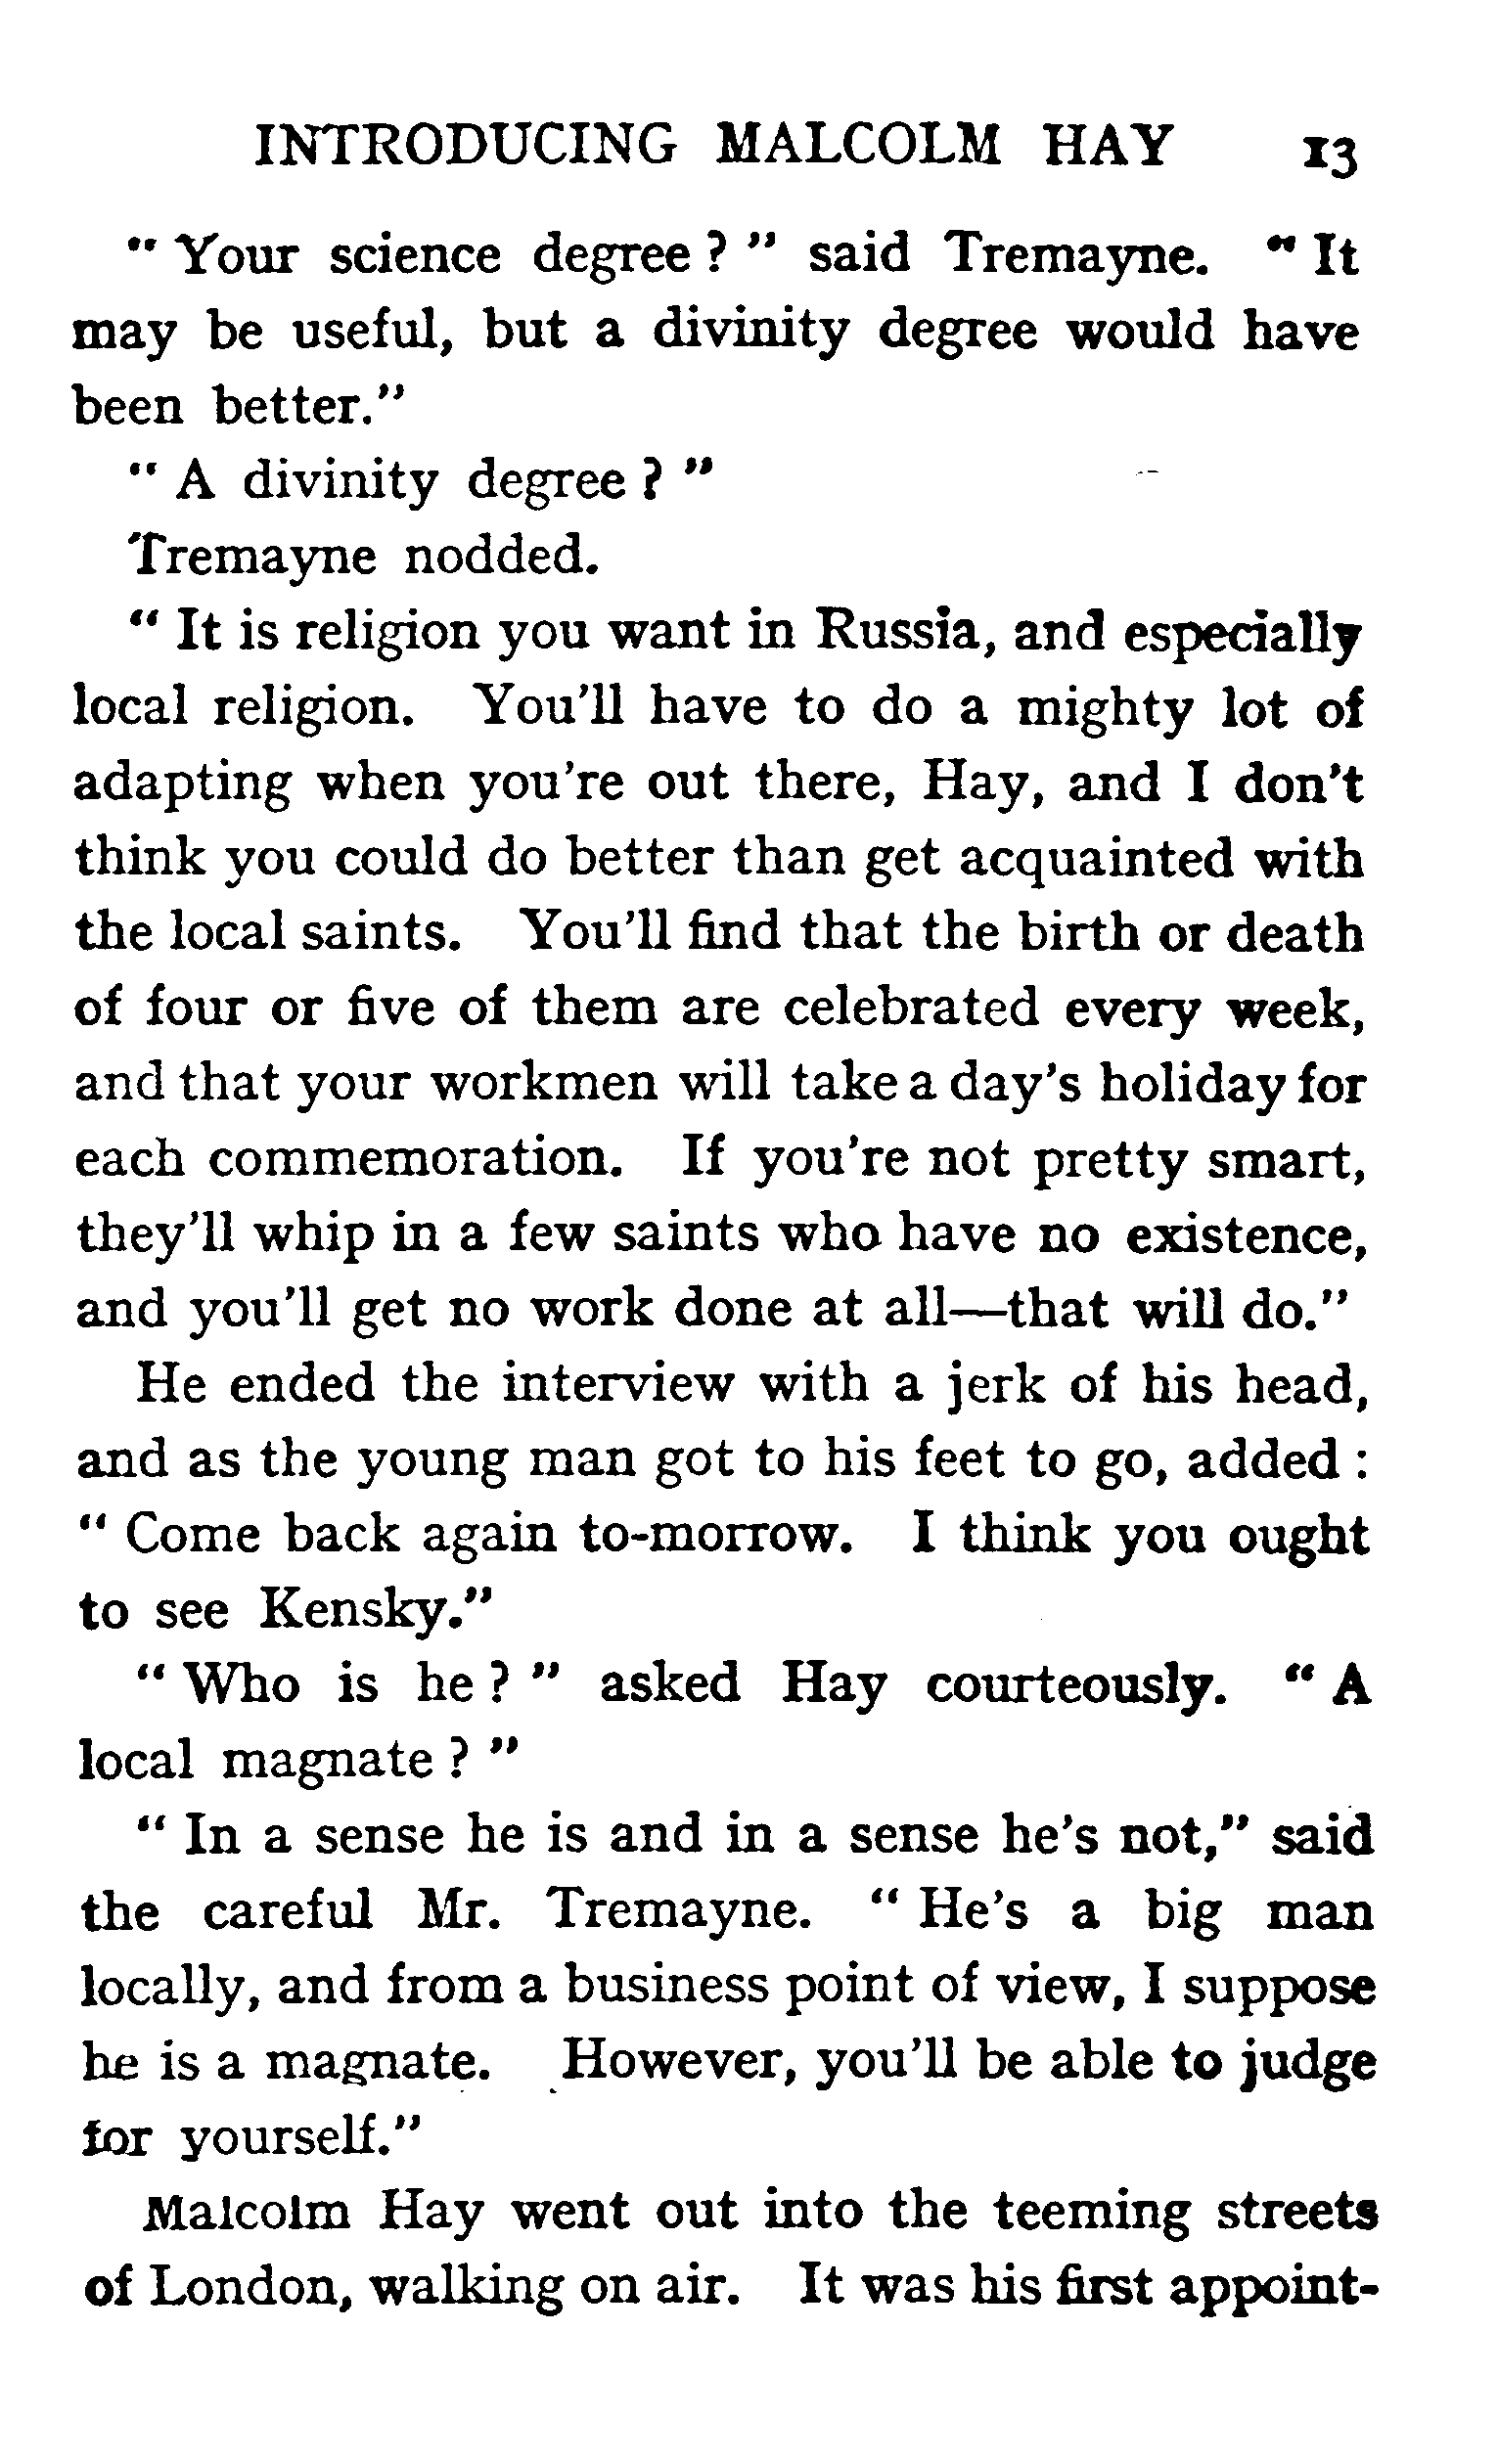 INTRODUCING MALCOLM HAY 13
“ Your science degree ? ” said Tremayne. “ It
may be useful, but a divinity degree would have
been better.”
“ A divinity degree ? ”
Tremayne nodded.
“ It is religion you want in Russia, and especially
local religion. You'll have to do a mighty lot of
adapting when you're out there, Hay, and I don't
think you could do better than get acquainted with
the local saints. You'll find that the birth or death
of four or five of them are celebrated every week,
and that your workmen will take a day's holiday for
each commemoration. If you're not pretty smart,
they'll whip in a few saints who have no existence,
and you'll get no work done at all—that will do.”
He ended the interview with a jerk of his head,
and as the young man got to his feet to go, added :
“ Come back again to-morrow. I think you ought
to see Kensky.”
“ Who is he ? ” asked Hay courteously. “ A
local magnate ? ”
“ In a sense he is and in a sense he's not,” said
the careful Mr. Tremayne. “ He's a big man
locally, and from a business point of view, I suppose
he is a magnate. However, you'll be able to judge
for yourself.”
Malcolm Hay went out into the teeming streets
of London, walking on air. It was his first appoint-